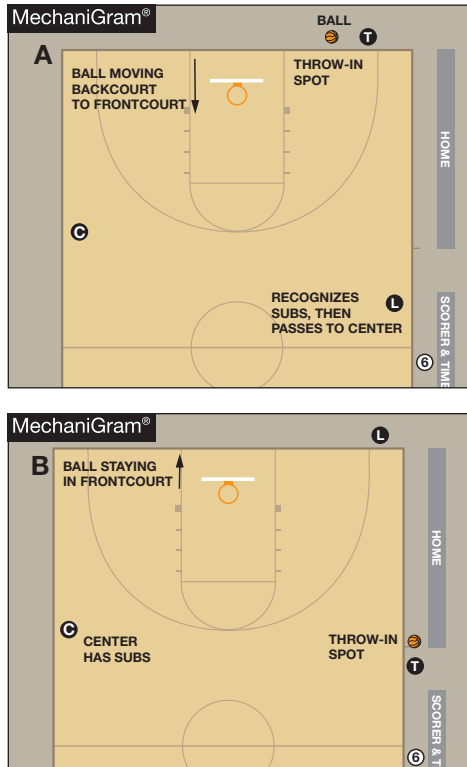 MechaniGram®
BALL
T
A
BALL MOVING
BACKCOURT
TO FRONTCOURT
THROW-IN
SPOT
HOME
C
RECOGNIZES
SUBS, THEN
PASSES TO CENTER
L
SCORER &
6
MechaniGram®
L
B
BALL STAYING
IN FRONTCOURT
HOME
C
CENTER
HAS SUBS
THROW-IN
SPOT
T
SCORER &
6